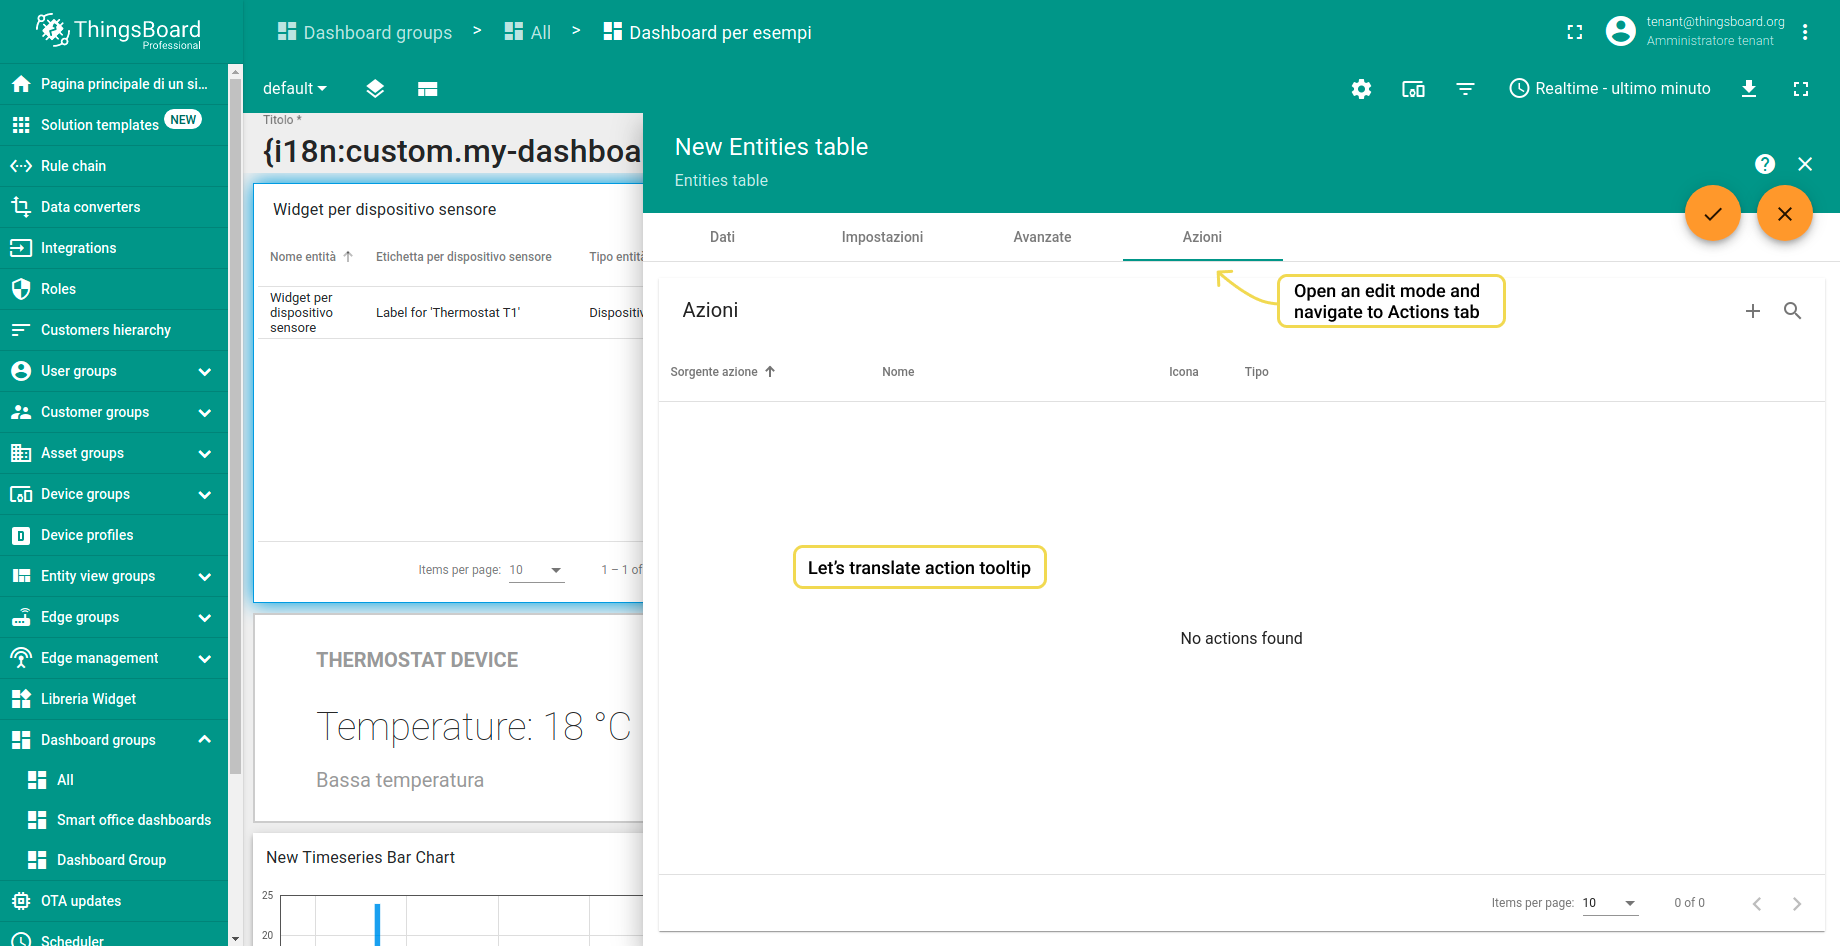 ThingsBoard
Professional
Dashboard groups > All > Dashboard per esempi
tenant@thingsboard.org
Amministratore tenant
default
Realtime - ultimo minuto
Pagina principale di un si...
Solution templates NEW
Rule chain
Data converters
Integrations
Roles
Customers hierarchy
User groups
Customer groups
Asset groups
Device groups
Device profiles
Entity view groups
Edge groups
Edge management
Libreria Widget
Dashboard groups
All
Smart office dashboards
Dashboard Group
OTA updates
Scheduler
Titolo *
{i18n:custom.my-dashboa
Widget per dispositivo sensore
Nome entità Etichetta per dispositivo sensore Tipo entità
Widget per
dispositivo
sensore
Label for 'Thermostat T1'
Dispositiv
Items per page: 10 1 – 1 of
THERMOSTAT DEVICE
Temperature: 18 °C
Bassa temperatura
New Timeseries Bar Chart
25
20
New Entities table
Entities table
Dati Impostazioni Avanzate Azioni
Open an edit mode and
navigate to Actions tab
Azioni
Sorgente azione Nome Icona Tipo
Let's translate action tooltip
No actions found
Items per page: 10 0 of 0